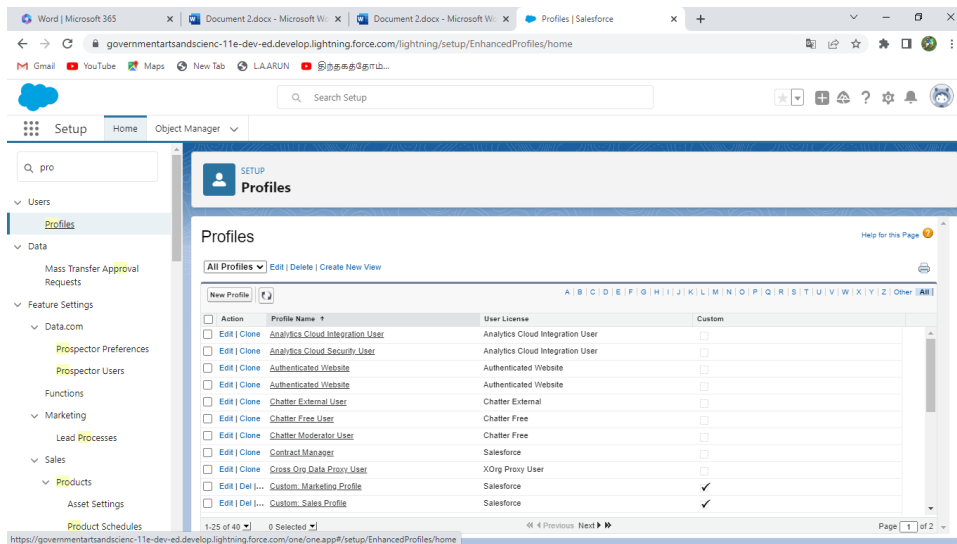 Word | Microsoft 365
Document 2.docx - Microsoft Wo
Document 2.docx - Microsoft Wo
Profiles | Salesforce
governmentartsandscienc-11e-dev-ed.develop.lightning.force.com/lightning/setup/EnhancedProfiles/home
Gmail YouTube Maps New Tab L.A.ARUN
Search Setup
Setup Home Object Manager
pro
SETUP
Profiles
Users
Profiles
Data
Mass Transfer Approval
Requests
Feature Settings
Data.com
Prospector Preferences
Prospector Users
Functions
Marketing
Lead Processes
Sales
Products
Asset Settings
Product Schedules
Profiles
Help for this Page
All Profiles Edit | Delete | Create New View
New Profile
A | B | C | D | E | F | G | H | I | J | K | L | M | N | O | P | Q | R | S | T | U | V | W | X | Y | Z | Other All
Action Profile Name User License Custom
Edit | Clone Analytics Cloud Integration User Analytics Cloud Integration User
Edit | Clone Analytics Cloud Security User Analytics Cloud Integration User
Edit | Clone Authenticated Website Authenticated Website
Edit | Clone Authenticated Website Authenticated Website
Edit | Clone Chatter External User Chatter External
Edit | Clone Chatter Free User Chatter Free
Edit | Clone Chatter Moderator User Chatter Free
Edit | Clone Contract Manager Salesforce
Edit | Clone Cross Org Data Proxy User XOrg Proxy User
Edit | Del |... Custom: Marketing Profile Salesforce
Edit | Del |... Custom: Sales Profile Salesforce
1-25 of 40 0 Selected Previous Next Page 1 of 2
https://governmentartsandscienc-11e-dev-ed.develop.lightning.force.com/one/one.app#/setup/EnhancedProfiles/home